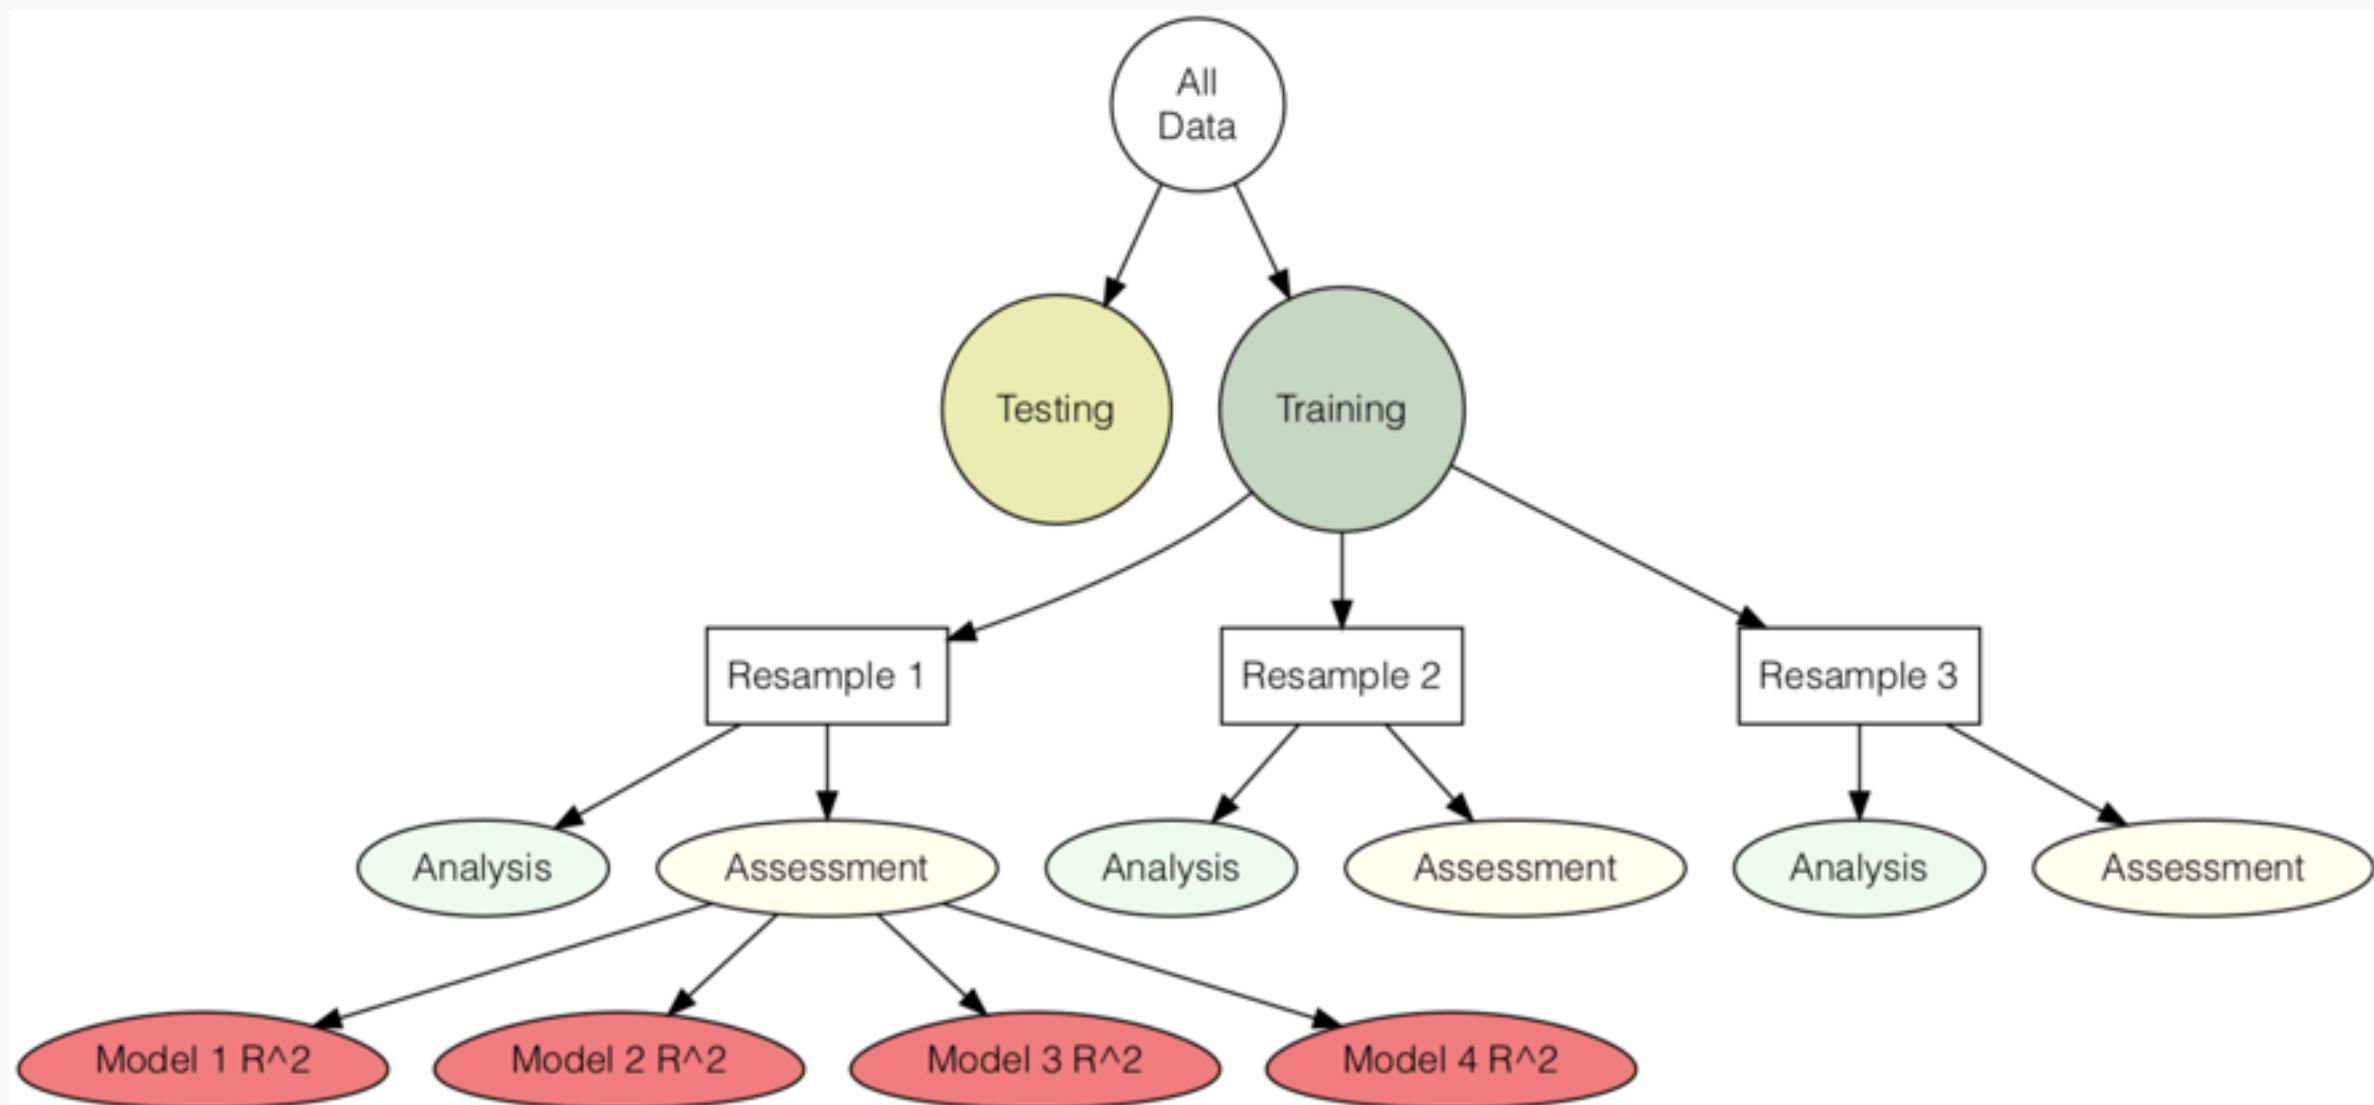 All
Data
Testing
Training
Resample 1
Resample 2
Resample 3
Analysis
Assessment
Analysis
Assessment
Analysis
Assessment
Model 1 R^2
Model 2 R^2
Model 3 R^2
Model 4 R^2